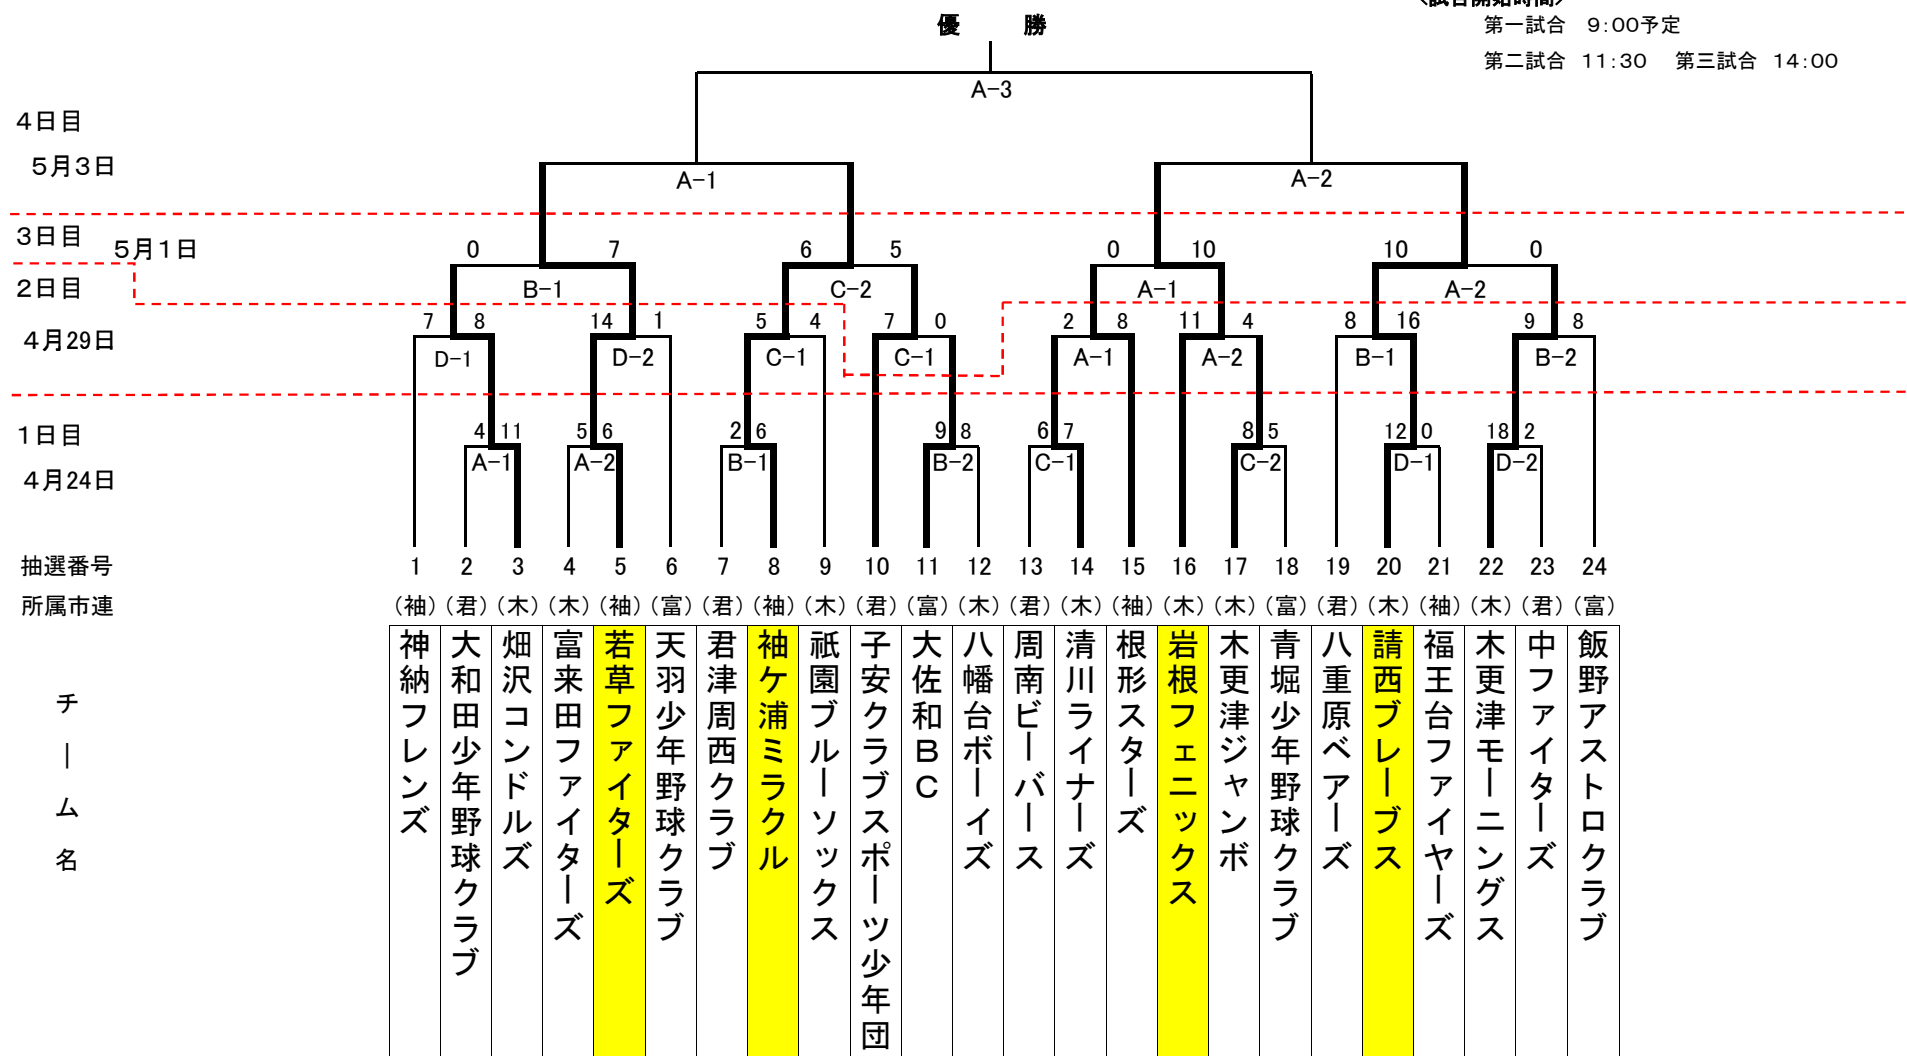 〈試合開始時間〉
優　勝
第一試合　9:00予定
第二試合 11:30　第三試合 14:00
A-3
4日目
5月3日
A-1 A-2
3日目
5月1日
0 7 6 5 0 10 10 0
B-1 C-2 A-1 A-2
2日目
4月29日
7 8 14 1 5 4 7 0 2 8 11 4 8 16 9 8
D-1 D-2 C-1 C-1 A-1 A-2 B-1 B-2
1日目
4月24日
4 11 5 6 2 6 9 8 6 7 8 5 12 0 18 2
A-1 A-2 B-1 B-2 C-1 C-2 D-1 D-2
抽選番号 1 2 3 4 5 6 7 8 9 10 11 12 13 14 15 16 17 18 19 20 21 22 23 24
所属市連 (袖) (君) (木) (木) (袖) (富) (君) (袖) (木) (君) (富) (木) (君) (木) (袖) (木) (木) (富) (君) (木) (袖) (木) (君) (富)
チーム名
神納フレンズ
大和田少年野球クラブ
畑沢コンドルズ
富来田ファイターズ
若草ファイターズ
天羽少年野球クラブ
君津周西クラブ
袖ケ浦ミラクル
祇園ブルーソックス
子安クラブスポーツ少年団
大佐和BC
八幡台ボーイズ
周南ビーバース
清川ライナーズ
根形スターズ
岩根フェニックス
木更津ジャンボ
青堀少年野球クラブ
八重原ベアーズ
請西ブレーブス
福王台ファイヤーズ
木更津モーニングス
中ファイターズ
飯野アストロクラブ